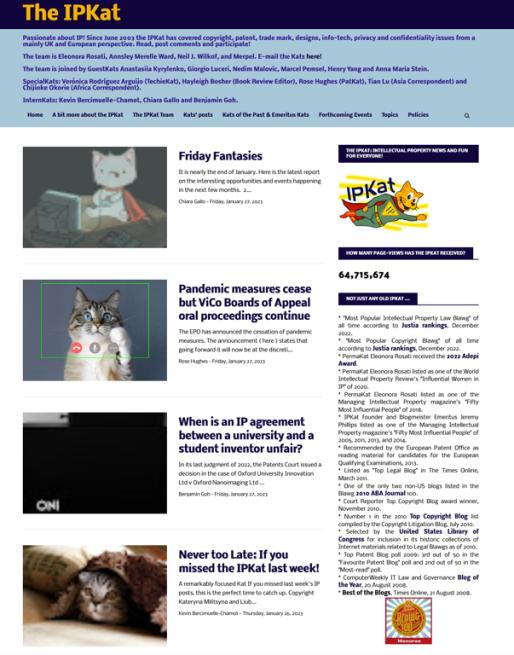 The IPKat
Passionate about IP! Since June 2003 the IPKat has covered copyright, patent, trade mark, designs, info-tech, privacy and confidentiality issues from a
mainly UK and European perspective. Read, post comments and participate!
The team is Eleonora Rosati, Annsley Merelle Ward, Neil J. Wilkof, and Merpel. E-mail the Kats here!
The team is joined by GuestKats Anastasiia Kyrylenko, Giorgio Luceri, Nedim Malovic, Marcel Pemsel, Henry Yang and Anna Maria Stein.
SpecialKats: Verónica Rodríguez Arguijo (TechieKat), Hayleigh Bosher (Book Review Editor), Rose Hughes (PatKat), Tian Lu (Asia Correspondent) and
Chijioke Okorie (Africa Correspondent).
InternKats: Kevin Bercimuelle-Chamot, Chiara Gallo and Benjamin Goh.
Home A bit more about the IPKat The IPKat Team Kats' posts Kats of the Past & Emeritus Kats Forthcoming Events Topics Policies
Friday Fantasies
It is nearly the end of January. Here is the latest report
on the interesting opportunities and events happening
in the next few months. 2...
Chiara Gallo - Friday, January 27, 2023
Pandemic measures cease
but ViCo Boards of Appeal
oral proceedings continue
The EPO has announced the cessation of pandemic
measures. The announcement ( here ) states that
going forward it will now be at the discreti...
Rose Hughes - Friday, January 27, 2023
When is an IP agreement
between a university and a
student inventor unfair?
In its last judgment of 2022, the Patents Court issued a
decision in the case of Oxford University Innovation
Ltd v Oxford Nanoimaging Ltd ...
Benjamin Goh - Friday, January 27, 2023
ONI
Never too Late: If you
missed the IPKat last week!
A remarkably focused Kat If you missed last week's IP
posts, this is the perfect time to catch up. Copyright
Kateryna Militsyna and Liub...
Kevin Bercimuelle-Chamot - Thursday, January 26, 2023
THE IPKAT: INTELLECTUAL PROPERTY NEWS AND FUN
FOR EVERYONE!
IPKat
HOW MANY PAGE-VIEWS HAS THE IPKAT RECEIVED?
64,715,674
NOT JUST ANY OLD IPKAT ...
* "Most Popular Intellectual Property Law Blawg" of
all time according to Justia rankings, December
2022.
* "Most Popular Copyright Blawg" of all time
according to Justia rankings, December 2022.
* PermaKat Eleonora Rosati received the 2022 Adepi
Award.
* PermaKat Eleonora Rosati listed as one of the World
Intellectual Property Review's "Influential Women in
IP" of 2020.
* PermaKat Eleonora Rosati listed as one of the
Managing Intellectual Property magazine's "Fifty
Most Influential People" of 2018.
* IPKat founder and Blogmeister Emeritus Jeremy
Phillips listed as one of Managing Intellectual
Property magazine's "Fifty Most Influential People" of
2005, 2011, 2013, and 2014.
* Recommended by the European Patent Office as
reading material for candidates for the European
Qualifying Examinations, 2013.
* Listed as "Top Legal Blog" in The Times Online,
March 2011.
* One of the only two non-US blogs listed in the
Blawg 2010 ABA Journal 100.
* Court Reporter Top Copyright Blog award winner,
November 2010.
* Number 1 in the 2010 Top Copyright Blog list
compiled by the Copyright Litigation Blog, July 2010.
* Selected by the United States Library of
Congress for inclusion in its historic collections of
Internet materials related to Legal Blawgs as of 2010.
* Top Patent Blog poll 2009: 3rd out of 50 in the
"Favourite Patent Blog" poll and 2nd out of 50 in the
"Most-read" poll.
* ComputerWeekly IT Law and Governance Blog of
the Year, 20 August 2008.
* Best of the Blogs, Times Online, 21 August 2008.
Honoree